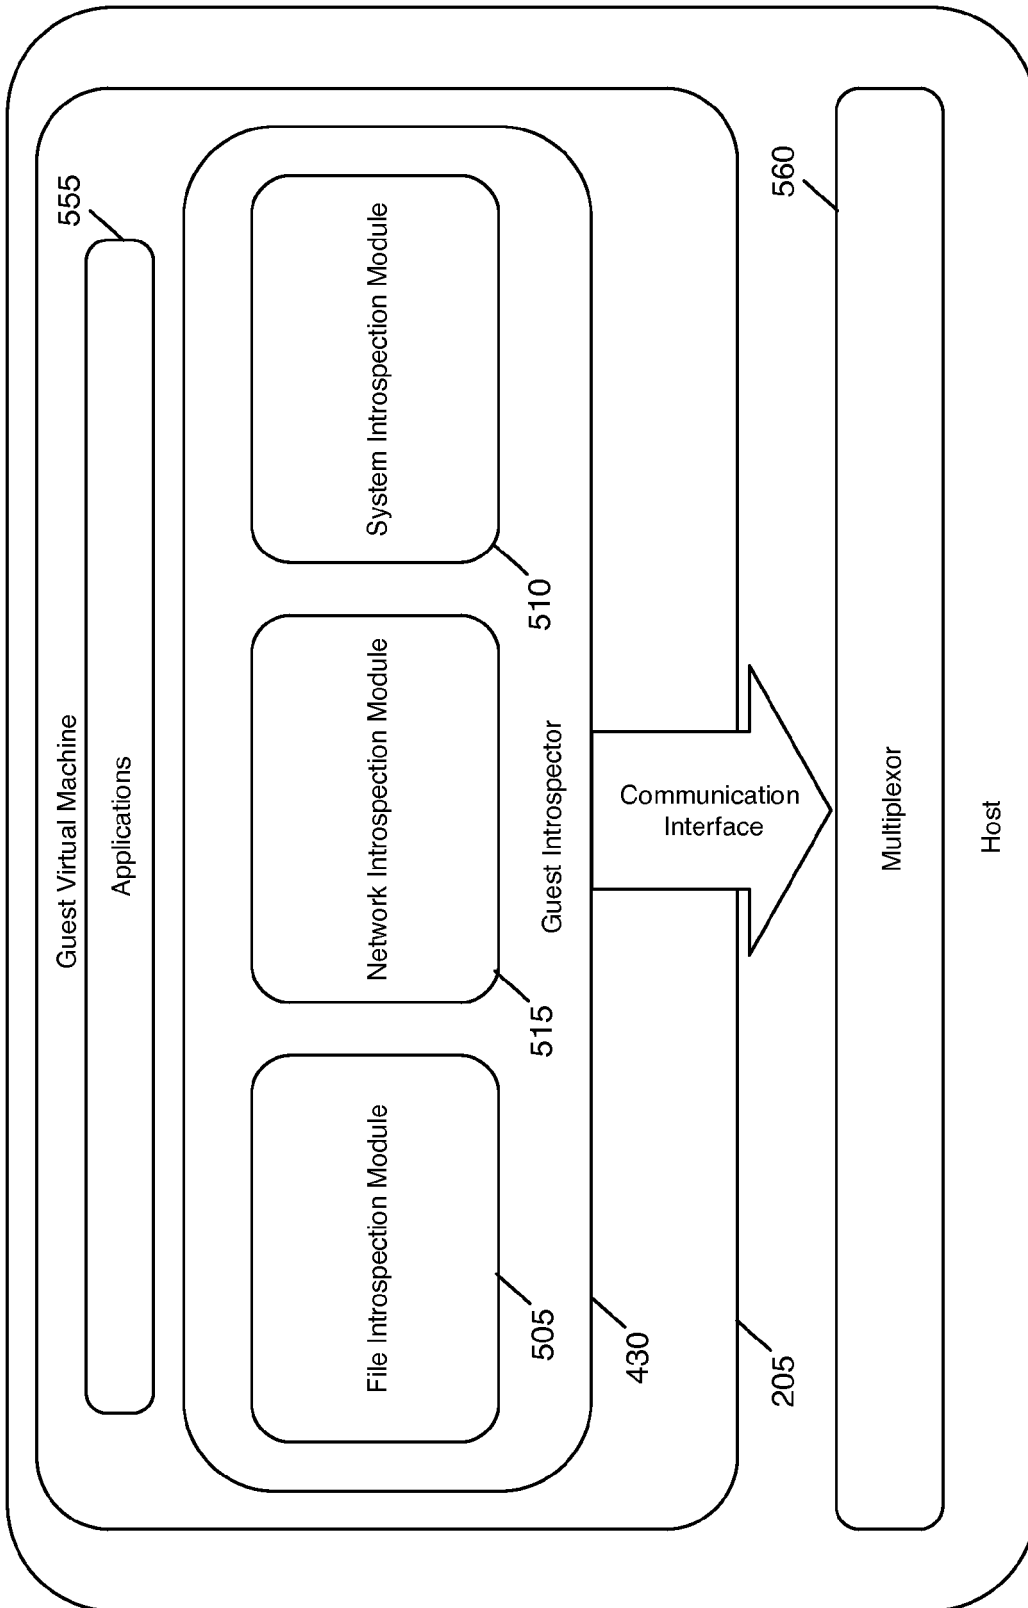 Guest Virtual Machine
555
Applications
File Introspection Module
Network Introspection Module
System Introspection Module
505
515
510
Guest Introspector
430
Communication
Interface
205
560
Multiplexor
Host